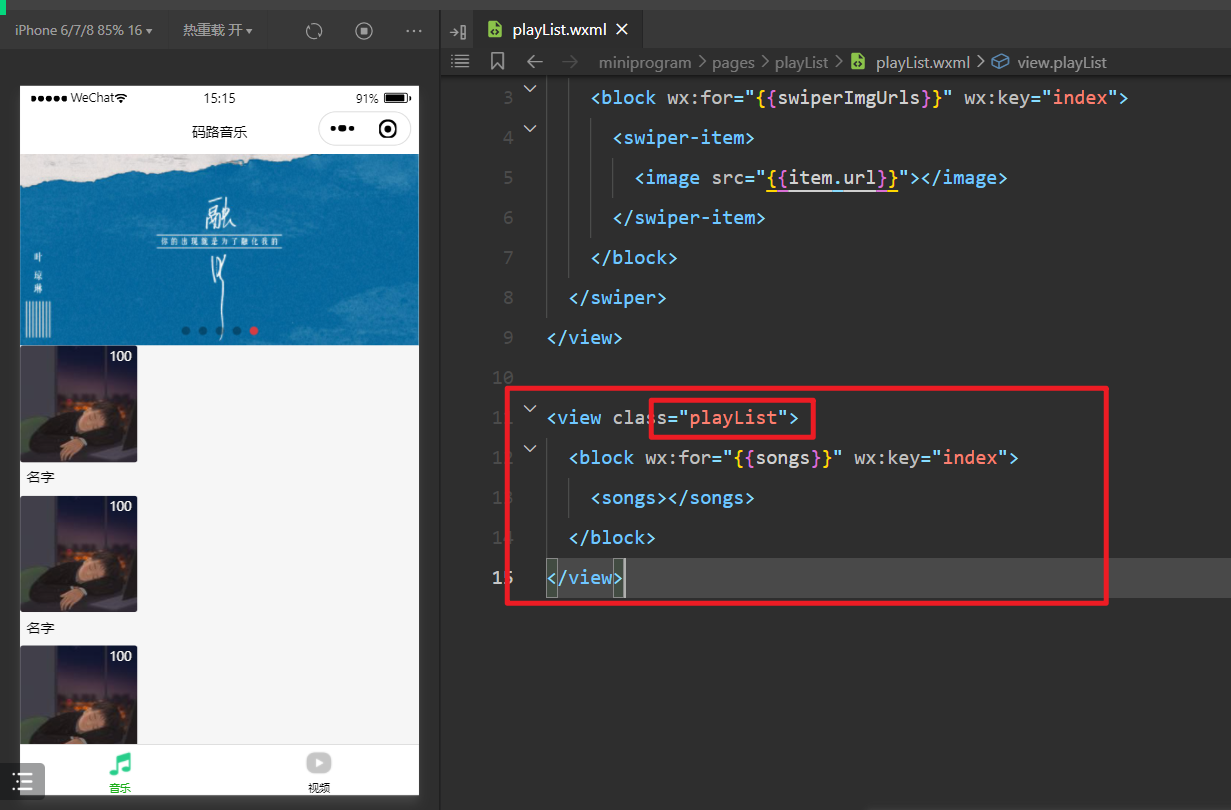 iPhone 6/7/8 85% 16 ▾
热重载 开 ▾
playList.wxml
miniprogram > pages > playList > playList.wxml > view.playList
WeChat
15:15
91%
码路音乐
融
你的出现就是为了融化我的
叶琼琳
100
名字
100
名字
100
音乐
视频
3 <block wx:for="{{swiperImgUrls}}" wx:key="index">
4 <swiper-item>
5 <image src="{{item.url}}"></image>
6 </swiper-item>
7 </block>
8 </swiper>
9 </view>
10
11 <view class="playList">
12 <block wx:for="{{songs}}" wx:key="index">
13 <songs></songs>
14 </block>
15 </view>